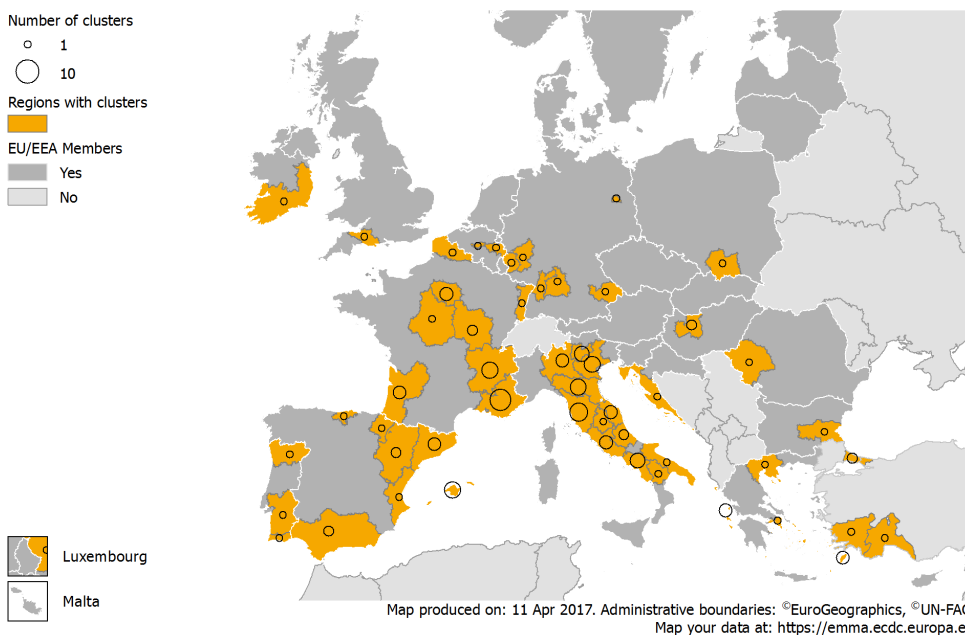 Number of clusters
1
10
Regions with clusters
EU/EEA Members
Yes
No
Luxembourg
Malta
Map produced on: 11 Apr 2017. Administrative boundaries: ©EuroGeographics, ©UN-FAO
Map your data at: https://emma.ecdc.europa.e